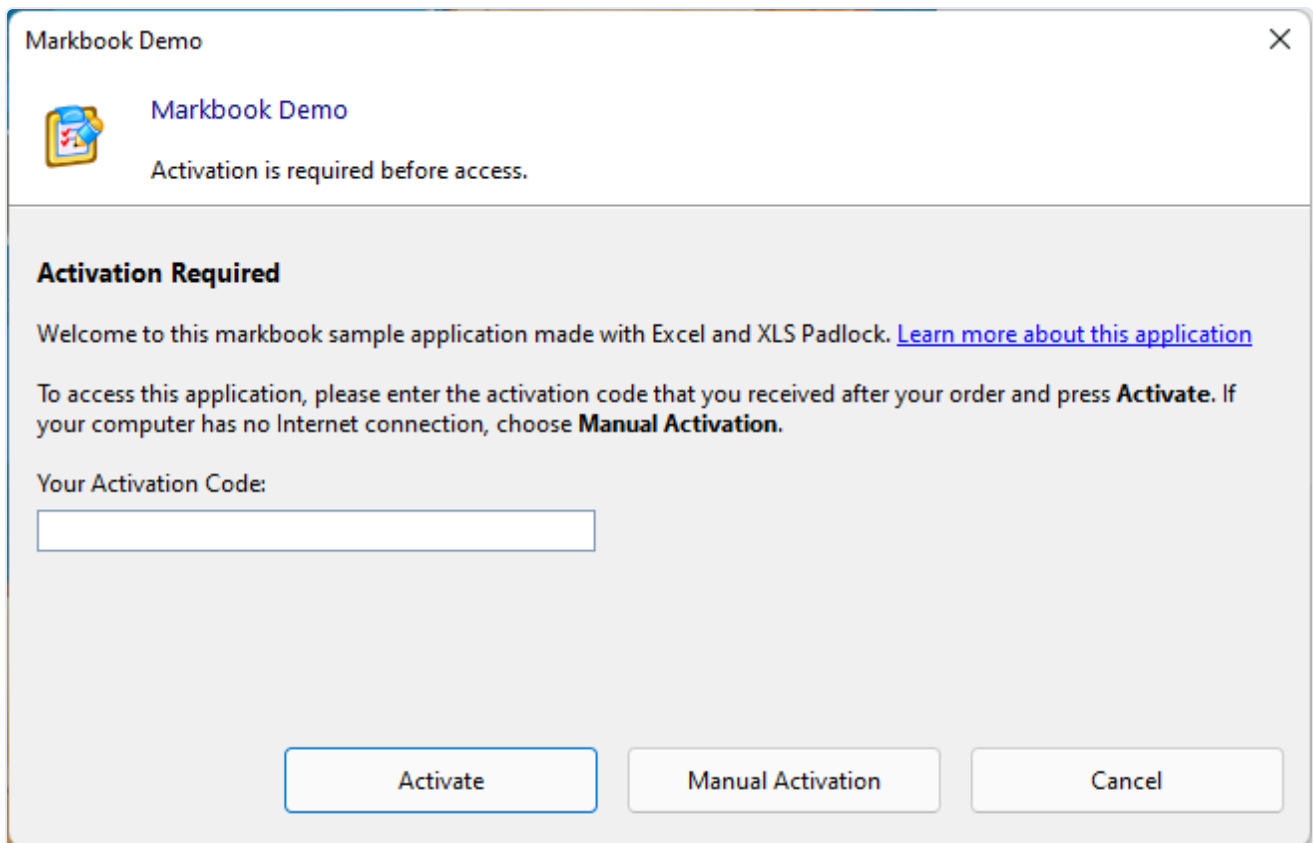 Markbook Demo
Markbook Demo
Activation is required before access.
Activation Required
Welcome to this markbook sample application made with Excel and XLS Padlock. Learn more about this application
To access this application, please enter the activation code that you received after your order and press Activate. If
your computer has no Internet connection, choose Manual Activation.
Your Activation Code:
Activate
Manual Activation
Cancel